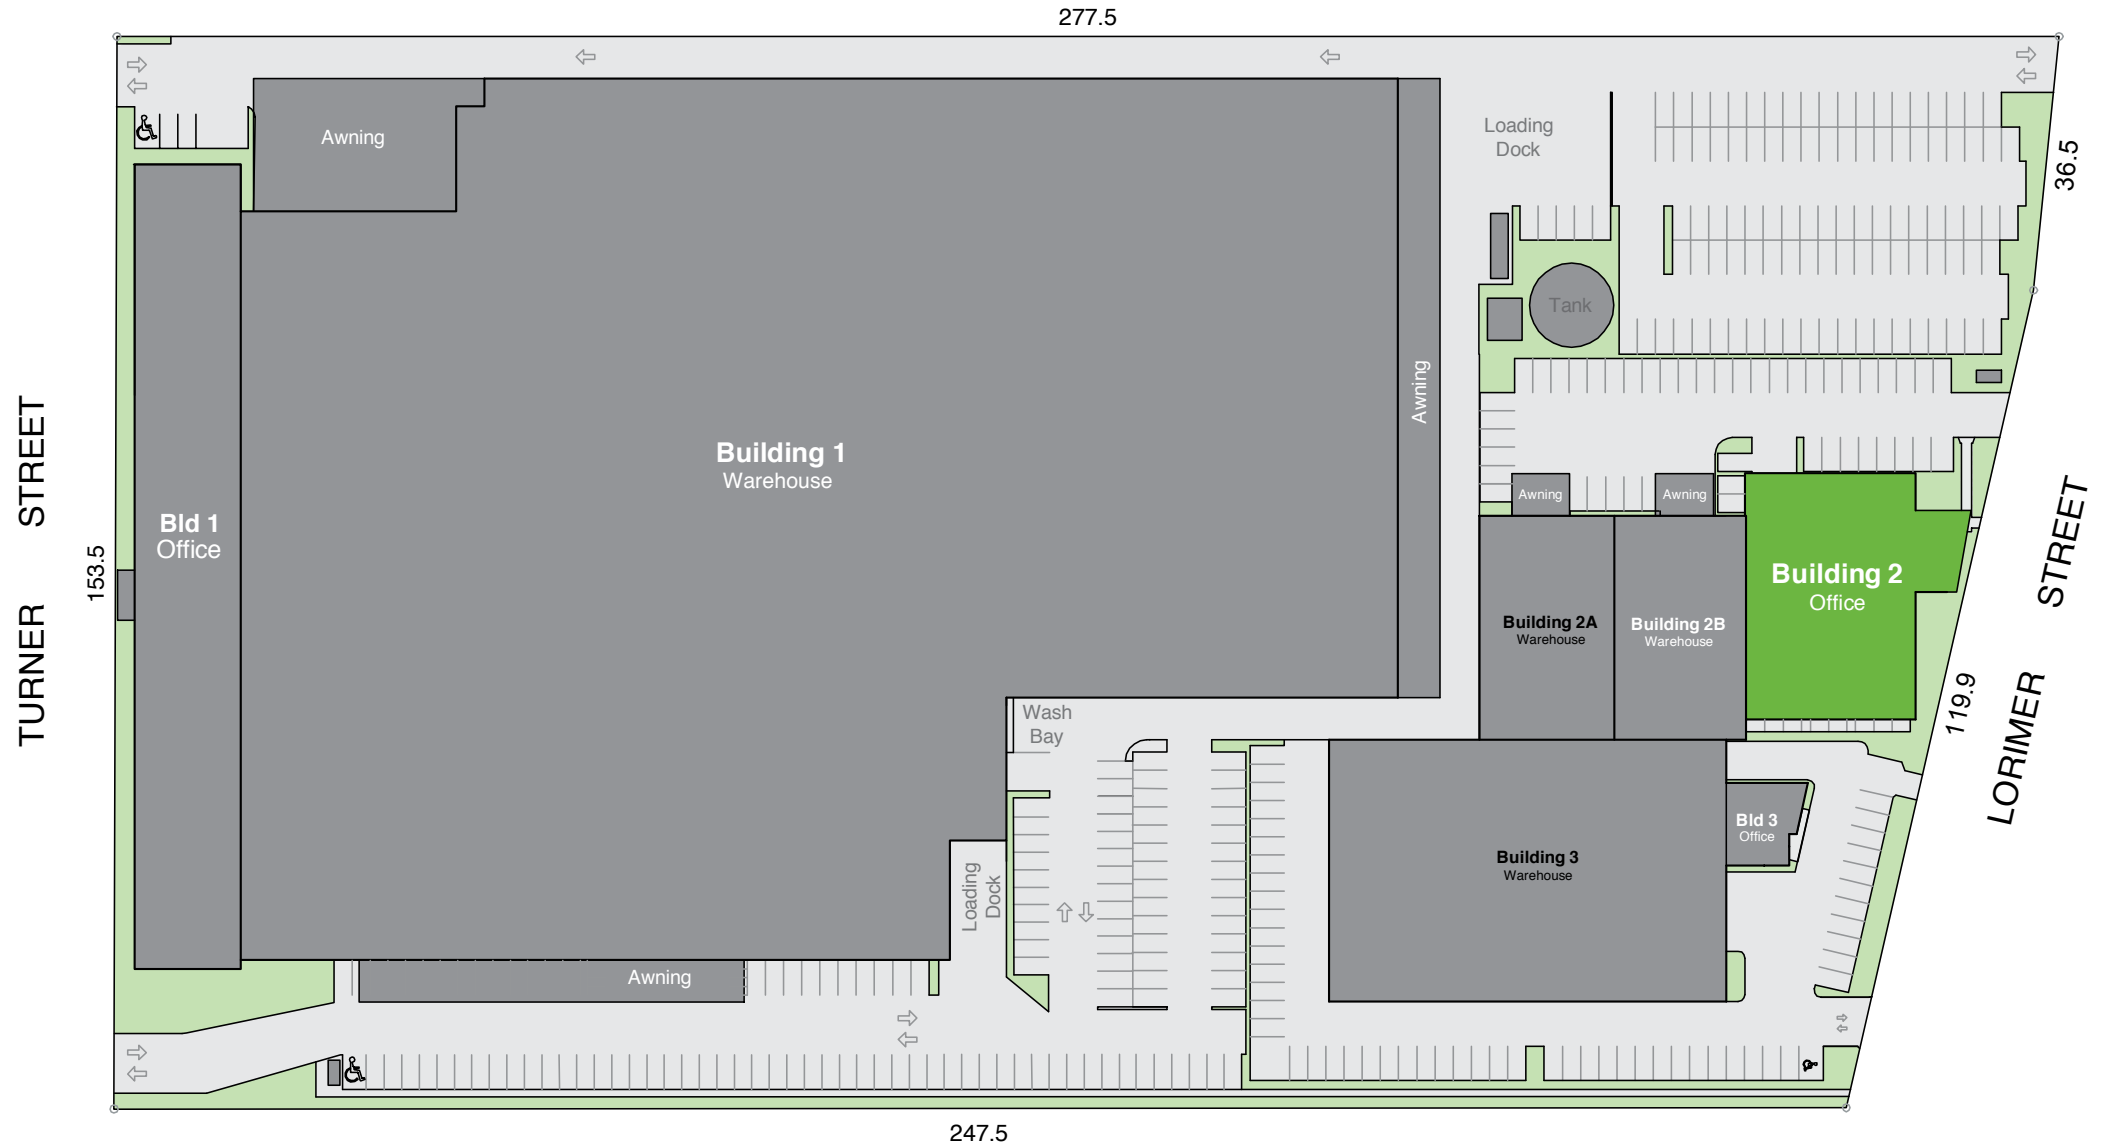 277.5
Awning
Loading
Dock
36.5
Tank
Awning
TURNER STREET
153.5
Bld 1
Office
Building 1
Warehouse
Awning
Awning
Building 2
Office
Building 2A
Warehouse
Building 2B
Warehouse
LORIMER STREET
119.9
Wash
Bay
Bld 3
Office
Building 3
Warehouse
Loading
Dock
Awning
247.5